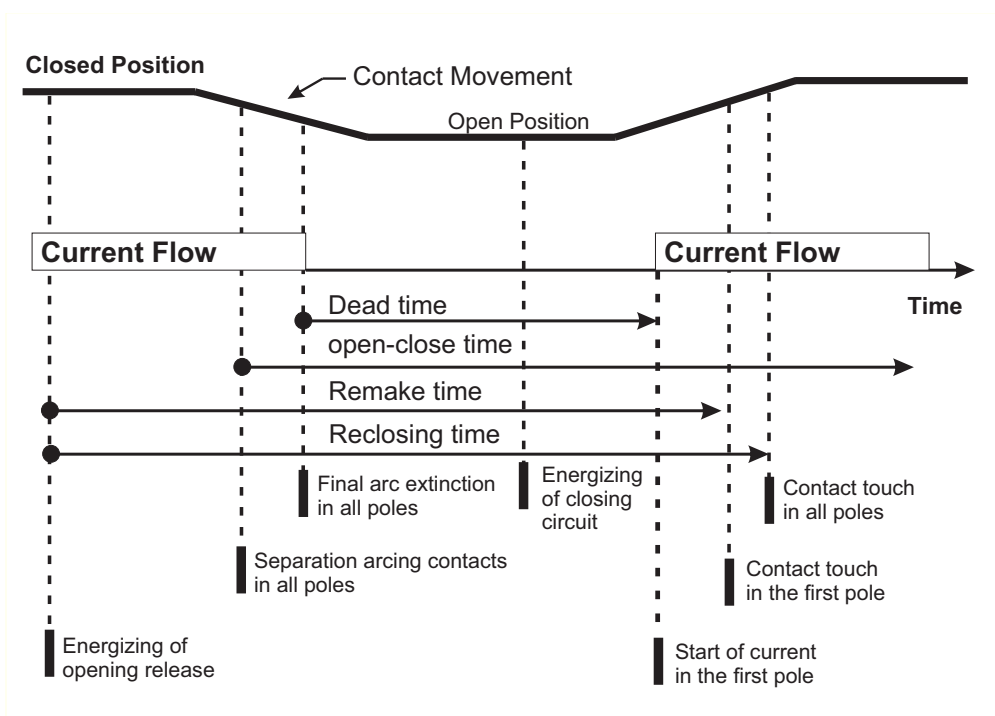 Closed Position
Contact Movement
Open Position
Current Flow
Current Flow
Time
Dead time
open-close time
Remake time
Reclosing time
Final arc extinction
in all poles
Energizing
of closing
circuit
Contact touch
in all poles
Separation arcing contacts
in all poles
Contact touch
in the first pole
Energizing of
opening release
Start of current
in the first pole